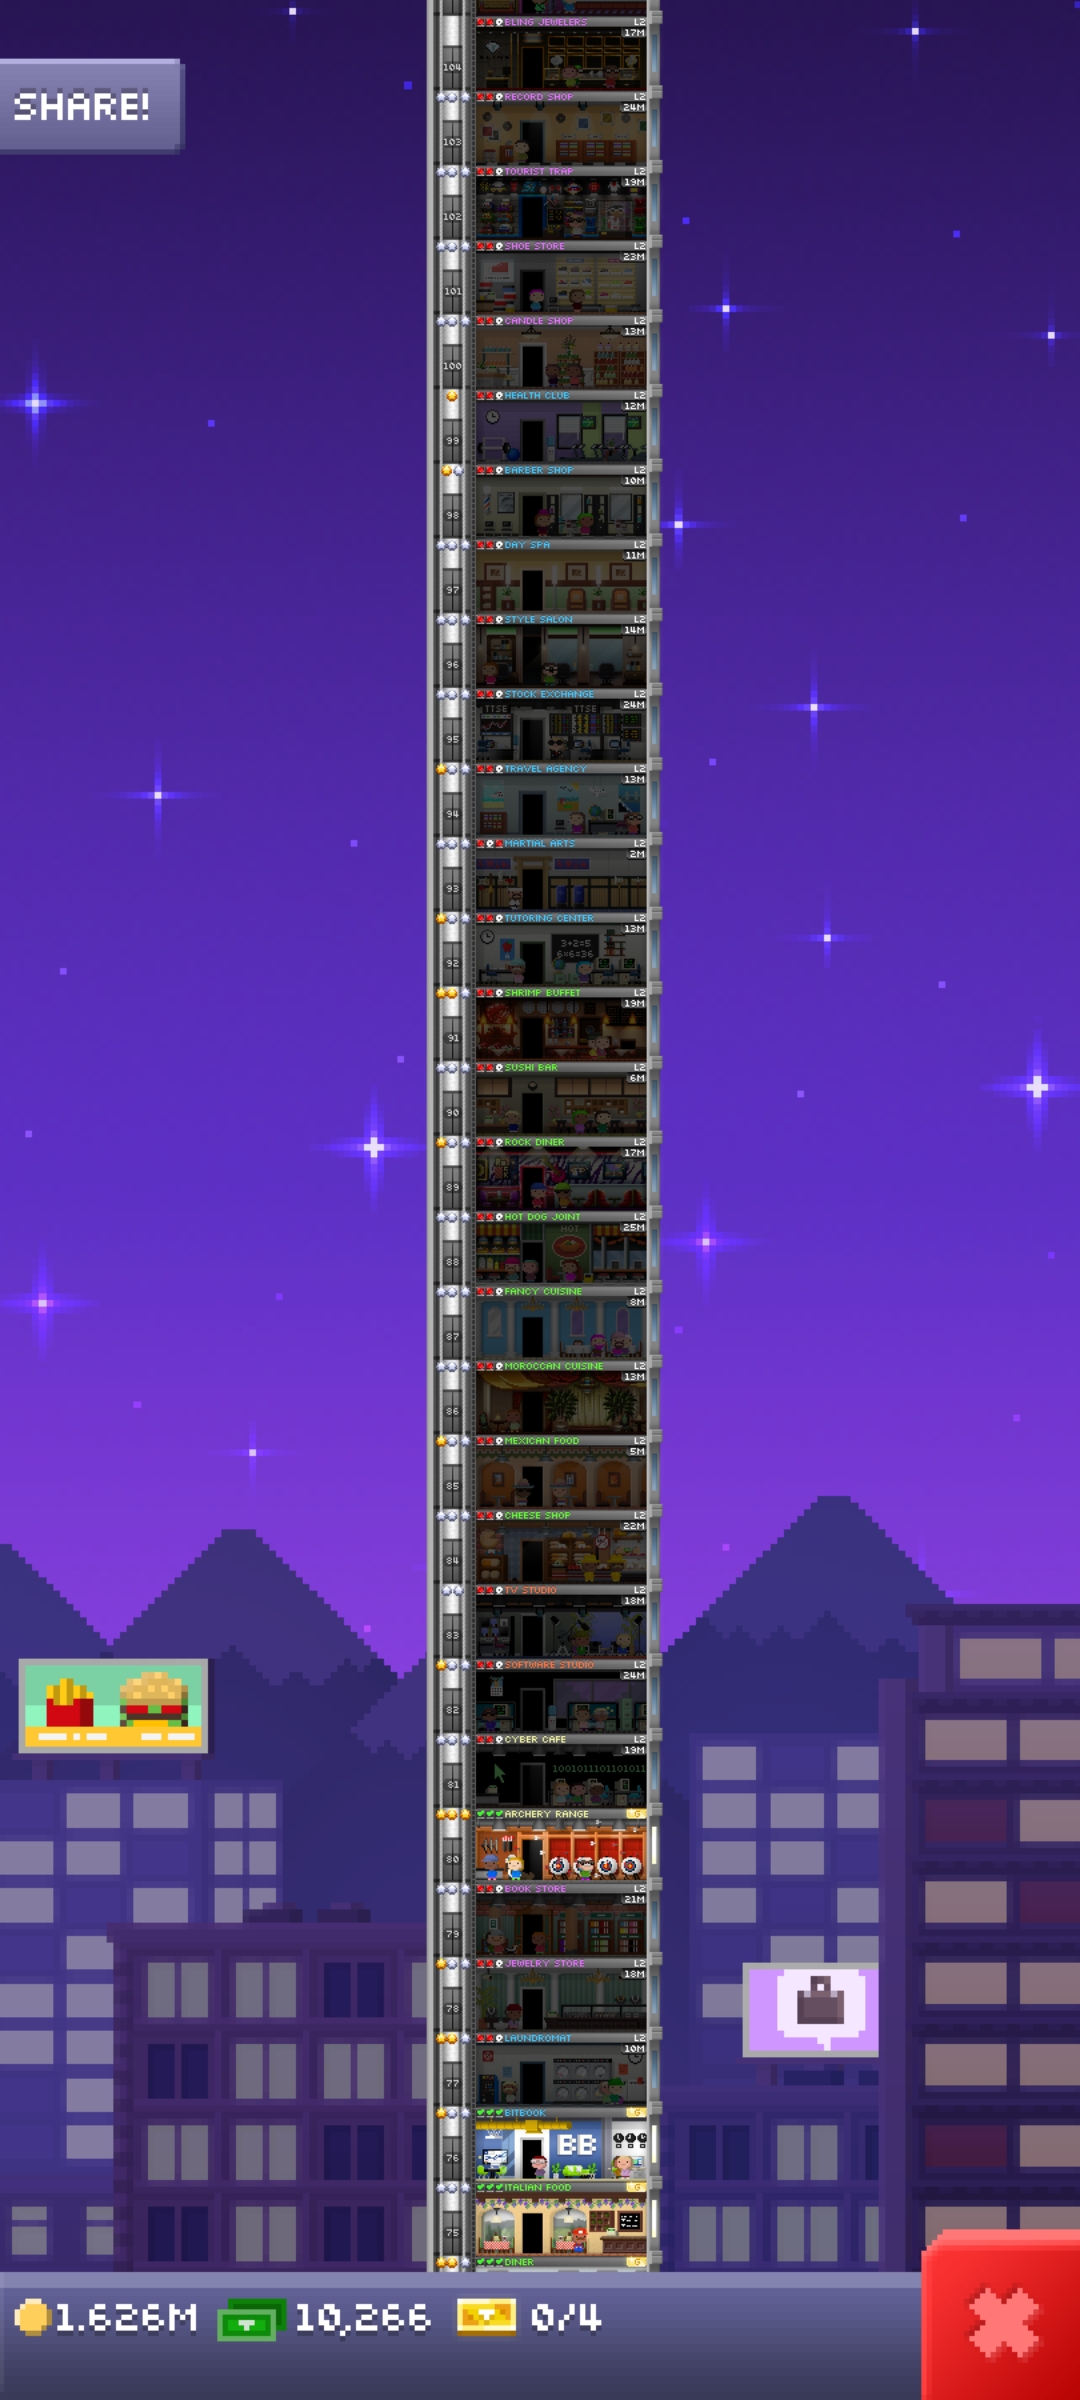 BLING JEWELERS L2
17M
104
RECORD SHOP L2
24M
103
TOURIST TRAP L2
19M
102
SHOE STORE L2
23M
101
CANDLE SHOP L2
13M
100
HEALTH CLUB L2
12M
99
BARBER SHOP L2
10M
98
DAY SPA L2
11M
97
STYLE SALON L2
14M
96
STOCK EXCHANGE L2
24M
TTSE TTSE
95
TRAVEL AGENCY L2
13M
94
MARTIAL ARTS L2
2M
93
TUTORING CENTER L2
13M
3+2=5
6×6=36
92
SHRIMP BUFFET L2
19M
91
SUSHI BAR L2
6M
90
ROCK DINER L2
17M
89
HOT DOG JOINT L2
25M
HOT
88
FANCY CUISINE L2
8M
87
MOROCCAN CUISINE L2
13M
86
MEXICAN FOOD L2
5M
85
CHEESE SHOP L2
22M
84
TV STUDIO L2
18M
83
SOFTWARE STUDIO L2
24M
82
CYBER CAFE L2
19M
1001011101101011
81
ARCHERY RANGE G
80
BOOK STORE L2
21M
79
JEWELRY STORE L2
18M
78
LAUNDROMAT L2
10M
77
BITBOOK G
BB
76
ITALIAN FOOD G
75
DINER G
SHARE!
1.626M 10,266 0/4